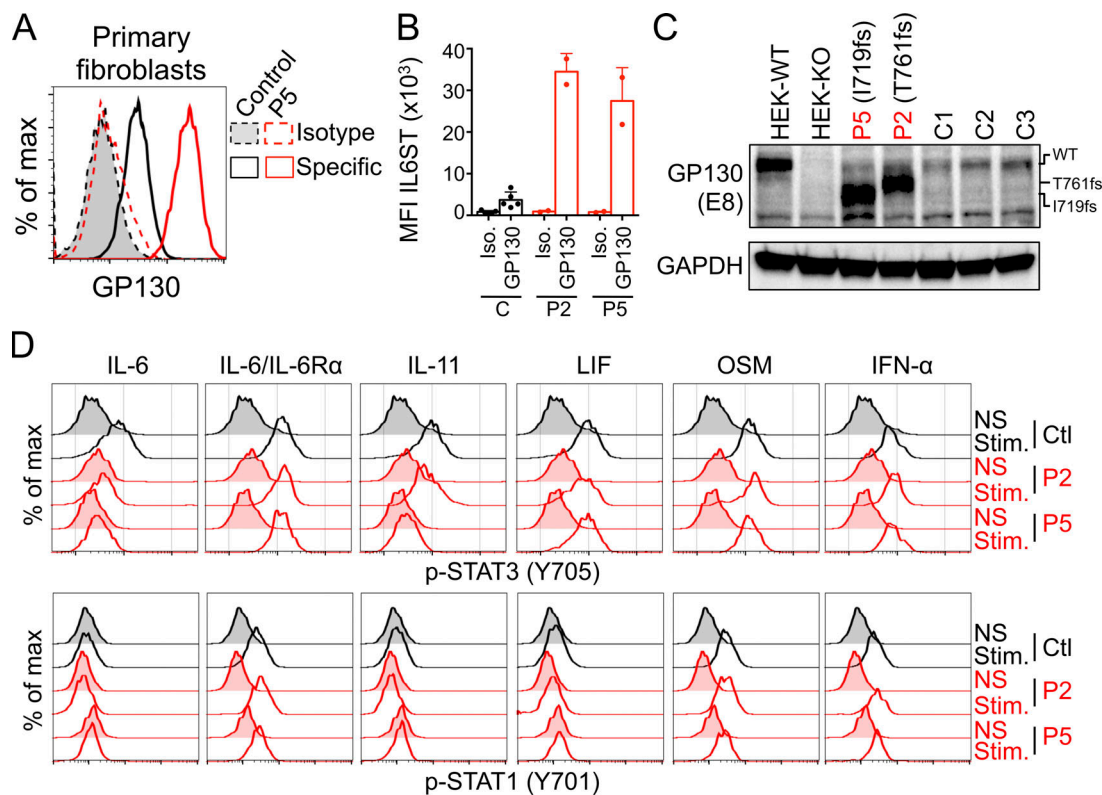 A
Primary
fibroblasts
Control
P5
Isotype
Specific
% of max
GP130
B
MFI IL6ST (x10³)
40
30
20
10
0
Iso.
GP130
Iso.
GP130
Iso.
GP130
C
P2
P5
C
HEK-WT
HEK-KO
P5 (I719fs)
P2 (T761fs)
C1
C2
C3
GP130
(E8)
WT
T761fs
I719fs
GAPDH
D
IL-6
IL-6/IL-6Rα
IL-11
LIF
OSM
IFN-α
% of max
NS
Stim.
Ctl
NS
Stim.
P2
NS
Stim.
P5
p-STAT3 (Y705)
% of max
NS
Stim.
Ctl
NS
Stim.
P2
NS
Stim.
P5
p-STAT1 (Y701)